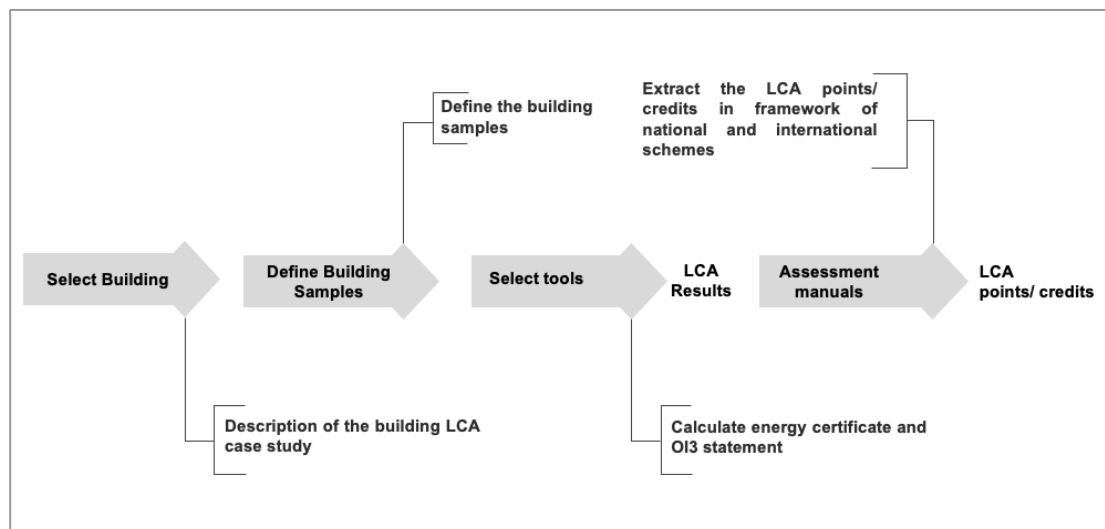 Define the building
samples
Extract the LCA points/
credits in framework of
national and international
schemes
Select Building
Define Building
Samples
Select tools
LCA
Results
Assessment
manuals
LCA
points/ credits
Description of the building LCA
case study
Calculate energy certificate and
OI3 statement